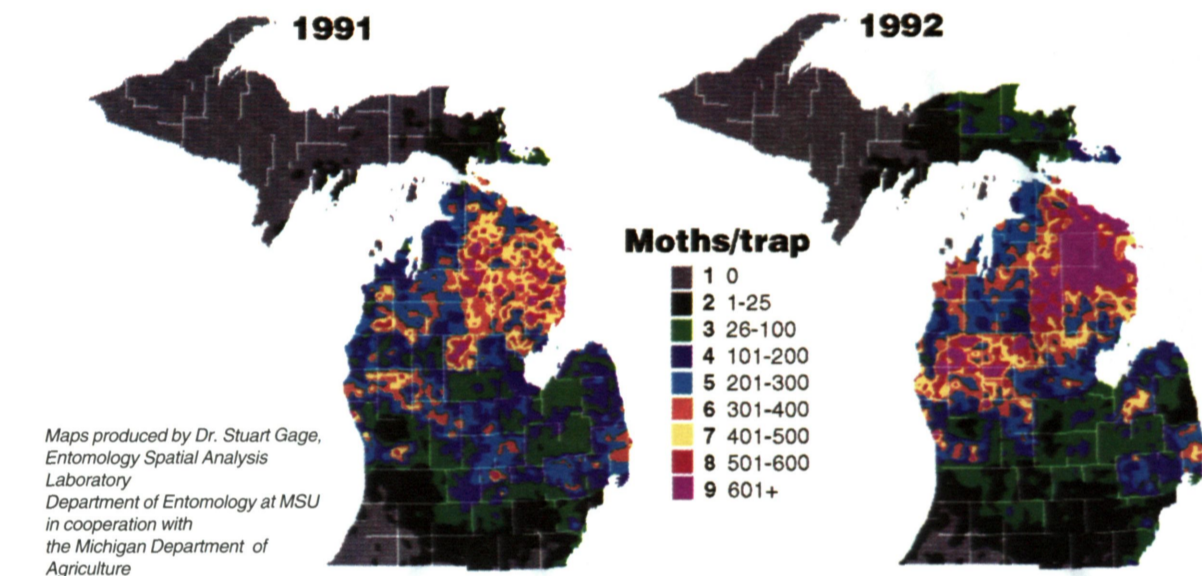 1991
1992
Moths/trap
1 0
2 1-25
3 26-100
4 101-200
5 201-300
6 301-400
7 401-500
8 501-600
9 601+
Maps produced by Dr. Stuart Gage,
Entomology Spatial Analysis
Laboratory
Department of Entomology at MSU
in cooperation with
the Michigan Department of
Agriculture